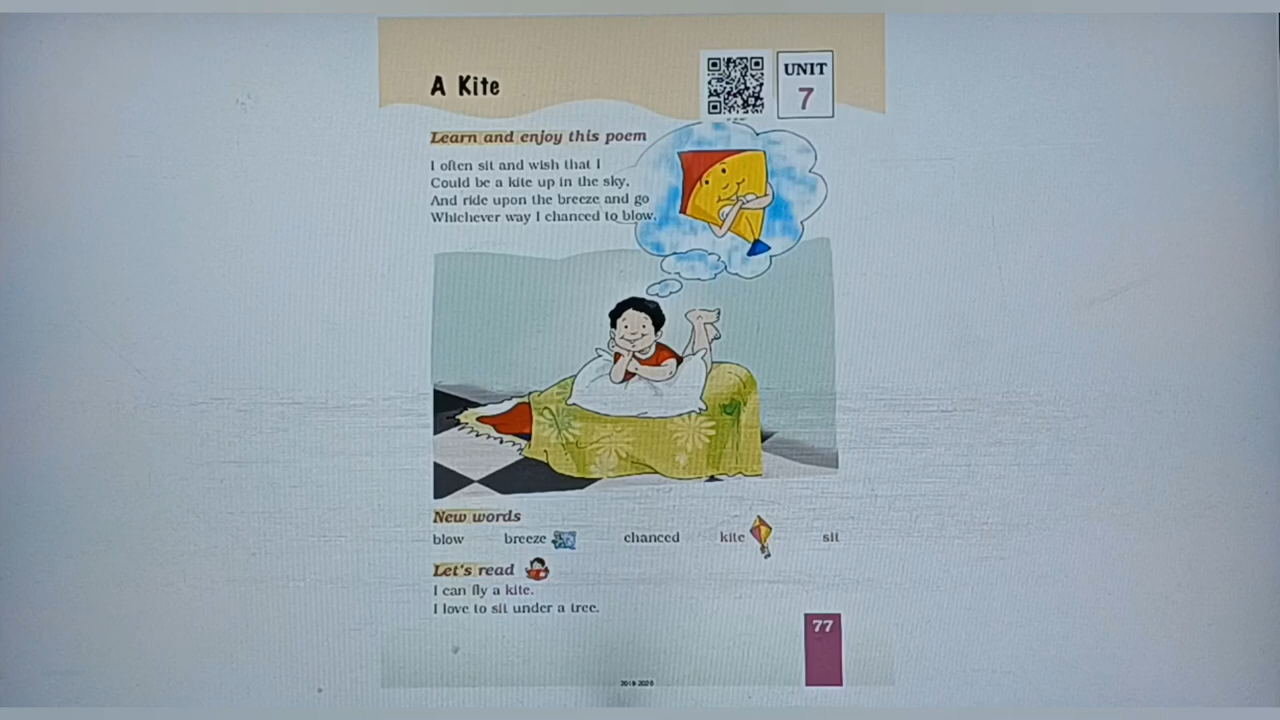 A Kite
UNIT
7
Learn and enjoy this poem
I often sit and wish that I
Could be a kite up in the sky,
And ride upon the breeze and go
Whichever way I chanced to blow.
New words
blow breeze chanced kite sit
Let's read
I can fly a kite.
I love to sit under a tree.
77
2019-2020